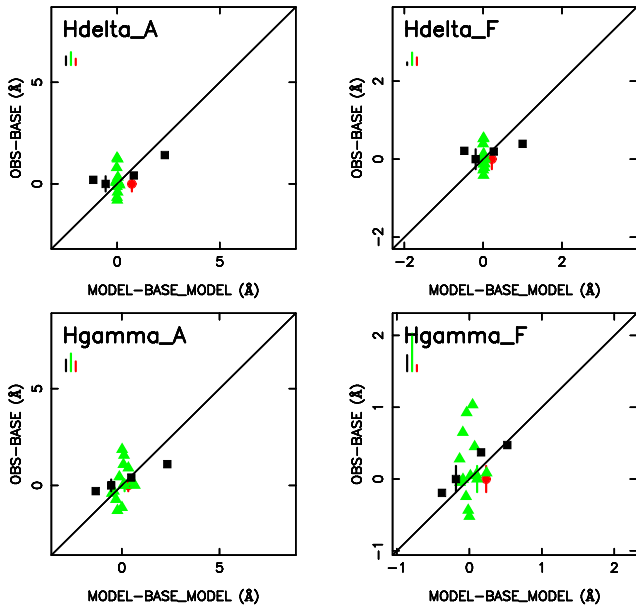 Hdelta_A
5
0
OBS-BASE (Å)
0
5
MODEL-BASE_MODEL (Å)
Hdelta_F
2
0
−2
OBS-BASE (Å)
−2
0
2
MODEL-BASE_MODEL (Å)
Hgamma_A
5
0
OBS-BASE (Å)
0
5
MODEL-BASE_MODEL (Å)
Hgamma_F
2
1
0
−1
OBS-BASE (Å)
−1
0
1
2
MODEL-BASE_MODEL (Å)